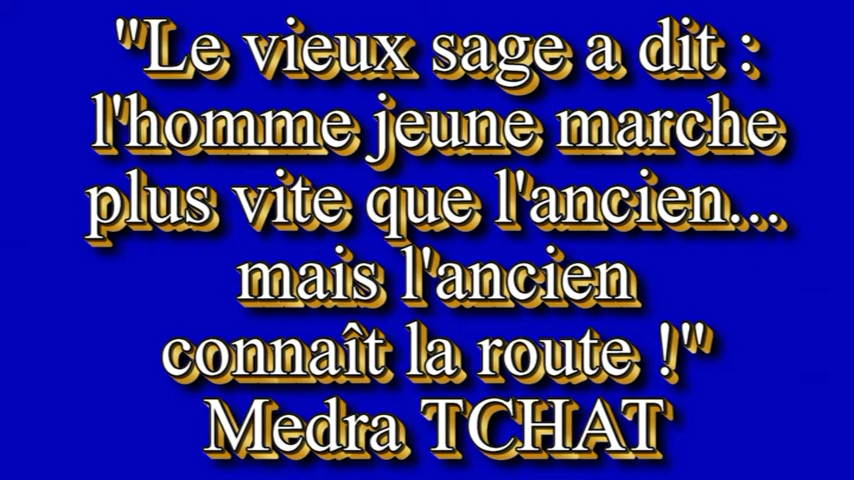 "Le vieux sage a dit :
l'homme jeune marche
plus vite que l'ancien...
mais l'ancien
connaît la route !"
Medra TCHAT